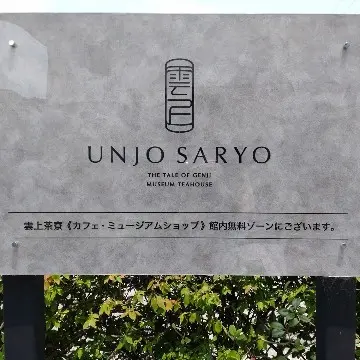 雲上
UNJO SARYO
THE TALE OF GENJI
MUSEUM TEAHOUSE
雲上茶寮《カフェ・ミュージアムショップ》館内無料ゾーンにございます。